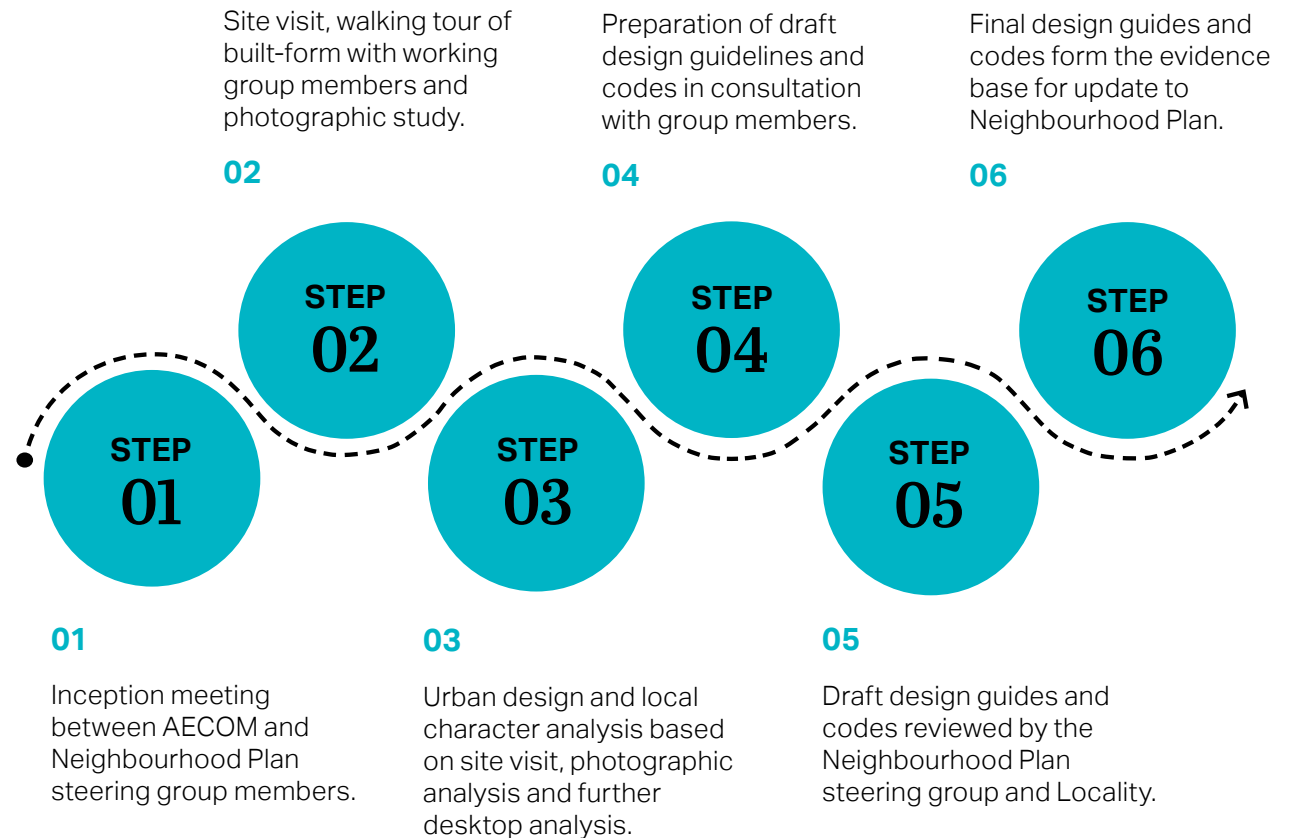 Site visit, walking tour of
built-form with working
group members and
photographic study.
02
Preparation of draft
design guidelines and
codes in consultation
with group members.
04
Final design guides and
codes form the evidence
base for update to
Neighbourhood Plan.
06
STEP
01
STEP
02
STEP
03
STEP
04
STEP
05
STEP
06
01
Inception meeting
between AECOM and
Neighbourhood Plan
steering group members.
03
Urban design and local
character analysis based
on site visit, photographic
analysis and further
desktop analysis.
05
Draft design guides and
codes reviewed by the
Neighbourhood Plan
steering group and Locality.